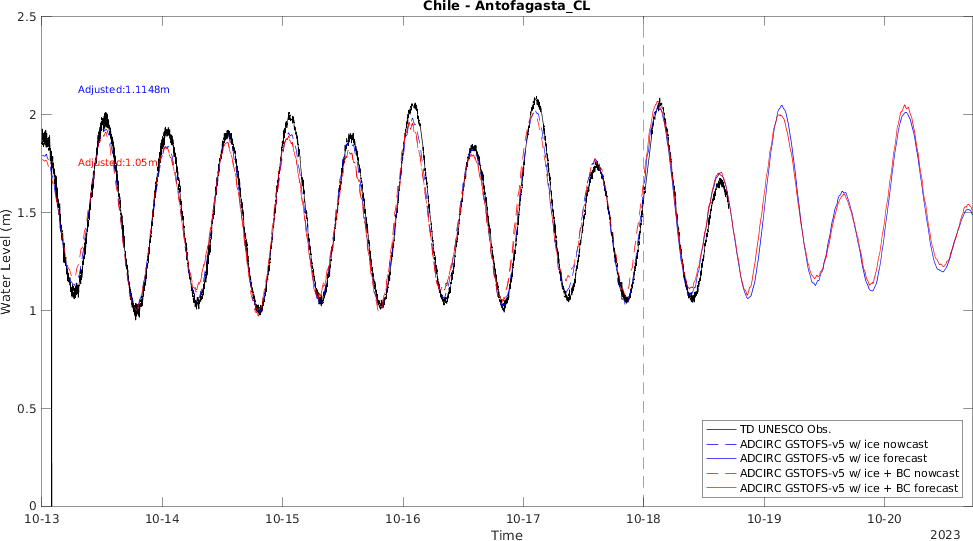 Chile - Antofagasta_CL
2.5
Adjusted:1.1148m
2
Adjusted:1.05m
1.5
Water Level (m)
1
0.5
TD UNESCO Obs.
ADCIRC GSTOFS-v5 w/ ice nowcast
ADCIRC GSTOFS-v5 w/ ice forecast
ADCIRC GSTOFS-v5 w/ ice + BC nowcast
ADCIRC GSTOFS-v5 w/ ice + BC forecast
0
10-13 10-14 10-15 10-16 10-17 10-18 10-19 10-20
Time
2023